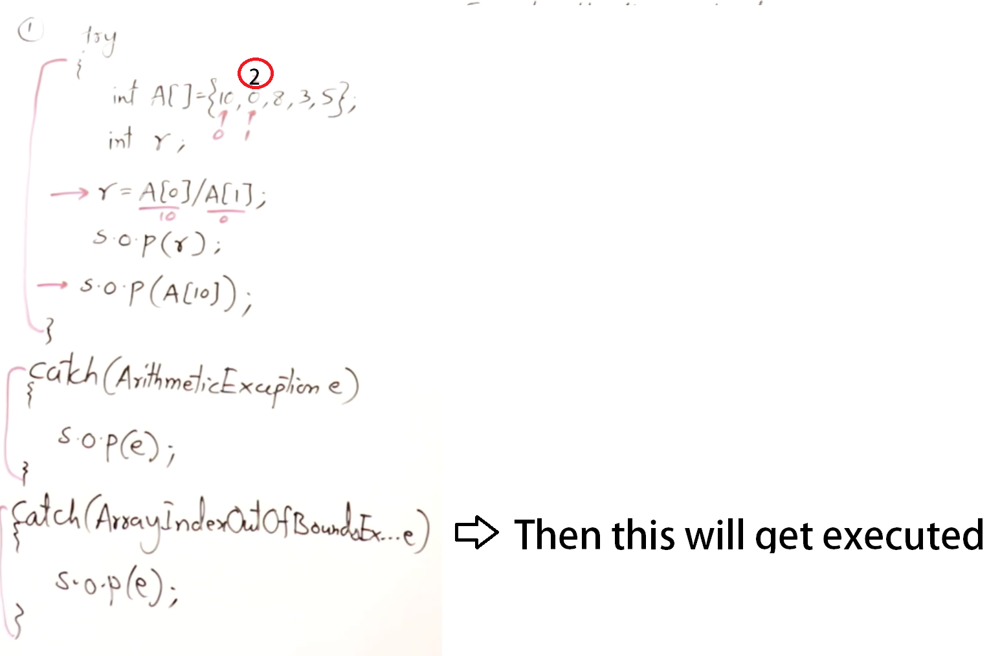 ① try
{
2
int A[]={10,0,8,3,5};
0 1
int r;
r=A[0]/A[1];
10 0
s.o.p(r);
s.o.p(A[10]);
}
catch(ArithmeticException e)
{
s.o.p(e);
}
catch(ArrayIndexOutOfBoundsEx...e) Then this will get executed
{
s.o.p(e);
}